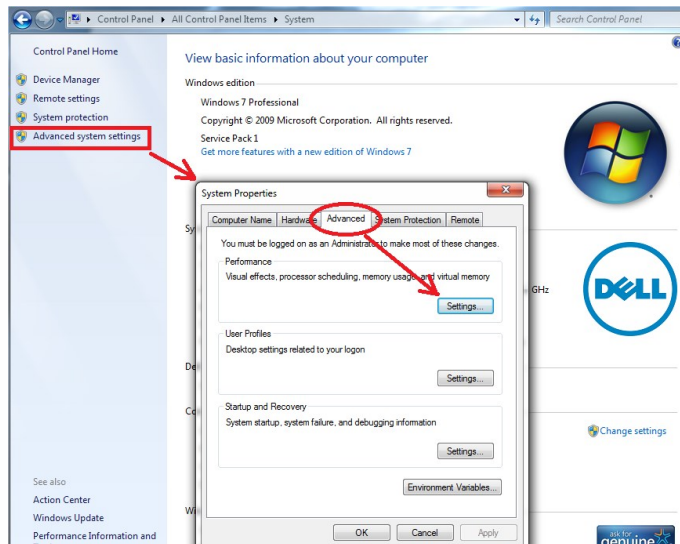 Control Panel ▸ All Control Panel Items ▸ System
Search Control Panel
Control Panel Home
Device Manager
Remote settings
System protection
Advanced system settings
See also
Action Center
Windows Update
Performance Information and
View basic information about your computer
Windows edition
Windows 7 Professional
Copyright © 2009 Microsoft Corporation. All rights reserved.
Service Pack 1
Get more features with a new edition of Windows 7
GHz
DELL
Change settings
ask for
genuine
System Properties
Computer Name Hardware Advanced System Protection Remote
You must be logged on as an Administrator to make most of these changes.
Performance
Visual effects, processor scheduling, memory usage, and virtual memory
Settings...
User Profiles
Desktop settings related to your logon
Settings...
Startup and Recovery
System startup, system failure, and debugging information
Settings...
Environment Variables...
OK Cancel Apply